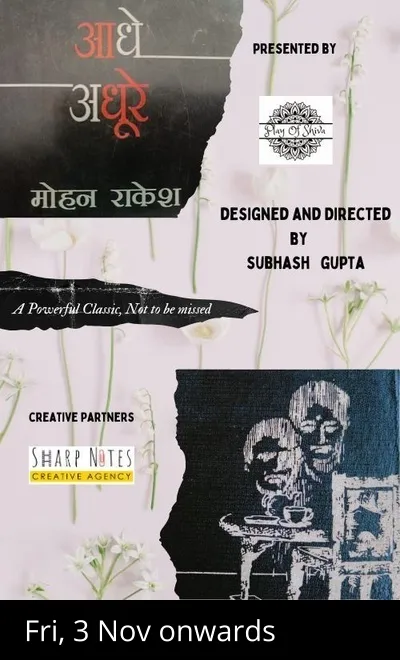 आधे
अधूरे
मोहन राकेश
PRESENTED BY
Play Of Shiva
DESIGNED AND DIRECTED
BY
SUBHASH GUPTA
A Powerful Classic, Not to be missed
CREATIVE PARTNERS
SHARP NOTES
CREATIVE AGENCY
Fri, 3 Nov onwards